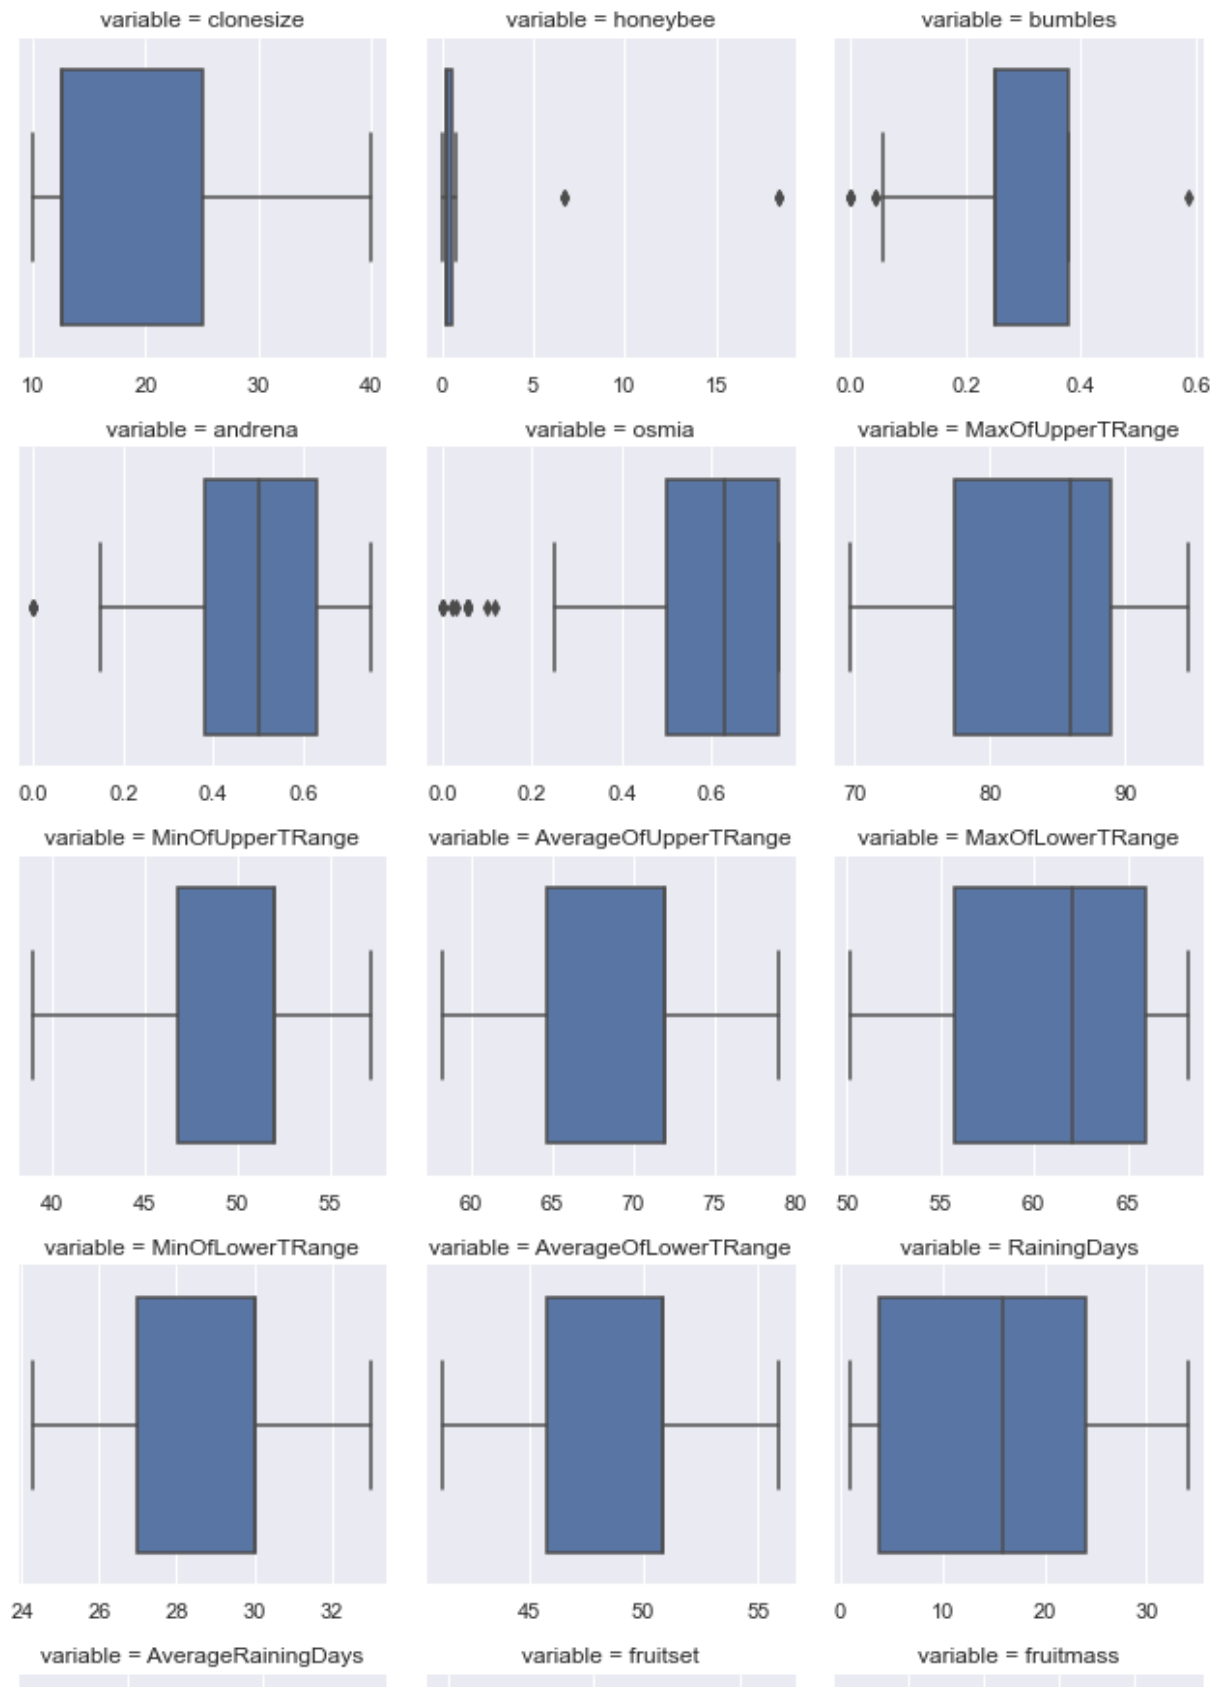 variable = clonesize variable = honeybee variable = bumbles
10 20 30 40 0 5 10 15 0.0 0.2 0.4 0.6
variable = andrena variable = osmia variable = MaxOfUpperTRange
0.0 0.2 0.4 0.6 0.0 0.2 0.4 0.6 70 80 90
variable = MinOfUpperTRange variable = AverageOfUpperTRange variable = MaxOfLowerTRange
40 45 50 55 60 65 70 75 80 50 55 60 65
variable = MinOfLowerTRange variable = AverageOfLowerTRange variable = RainingDays
24 26 28 30 32 45 50 55 0 10 20 30
variable = AverageRainingDays variable = fruitset variable = fruitmass